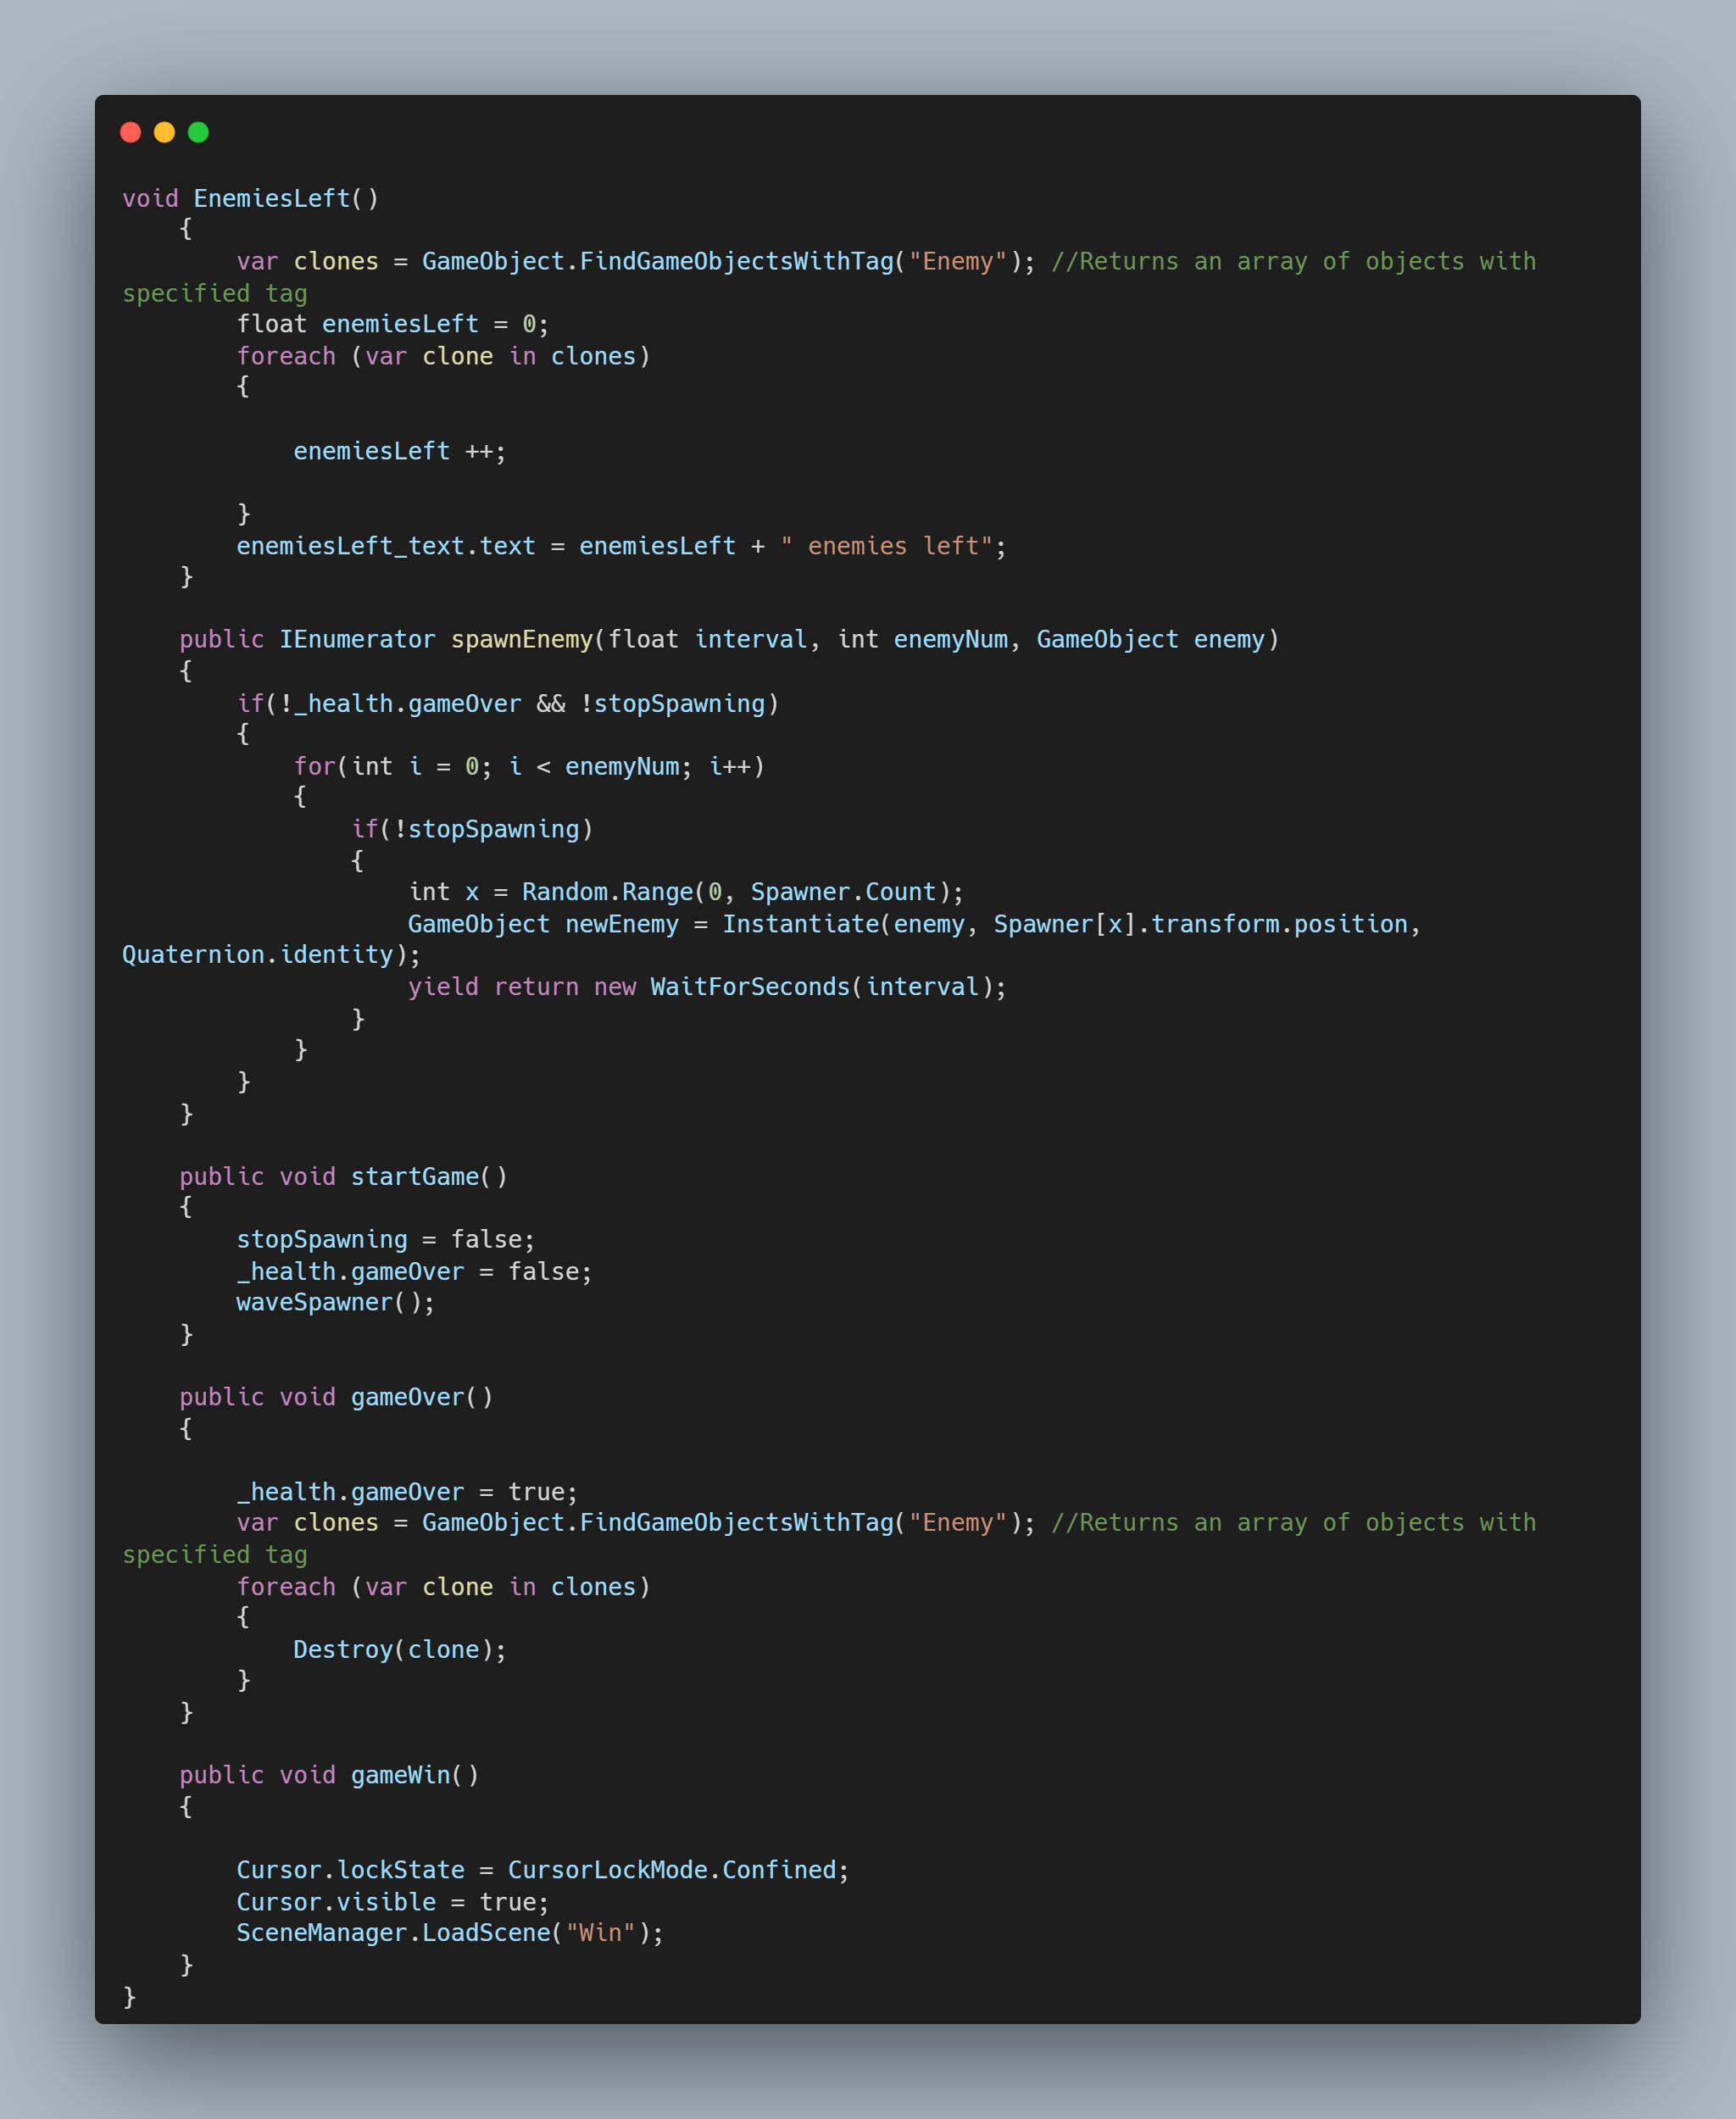 void EnemiesLeft()
    {
        var clones = GameObject.FindGameObjectsWithTag("Enemy"); //Returns an array of objects with
specified tag
        float enemiesLeft = 0;
        foreach (var clone in clones)
        {

            enemiesLeft ++;

        }
        enemiesLeft_text.text = enemiesLeft + " enemies left";
    }

    public IEnumerator spawnEnemy(float interval, int enemyNum, GameObject enemy)
    {
        if(!_health.gameOver && !stopSpawning)
        {
            for(int i = 0; i < enemyNum; i++)
            {
                if(!stopSpawning)
                {
                    int x = Random.Range(0, Spawner.Count);
                    GameObject newEnemy = Instantiate(enemy, Spawner[x].transform.position,
Quaternion.identity);
                    yield return new WaitForSeconds(interval);
                }
            }
        }
    }

    public void startGame()
    {
        stopSpawning = false;
        _health.gameOver = false;
        waveSpawner();
    }

    public void gameOver()
    {

        _health.gameOver = true;
        var clones = GameObject.FindGameObjectsWithTag("Enemy"); //Returns an array of objects with
specified tag
        foreach (var clone in clones)
        {
            Destroy(clone);
        }
    }

    public void gameWin()
    {

        Cursor.lockState = CursorLockMode.Confined;
        Cursor.visible = true;
        SceneManager.LoadScene("Win");
    }
}